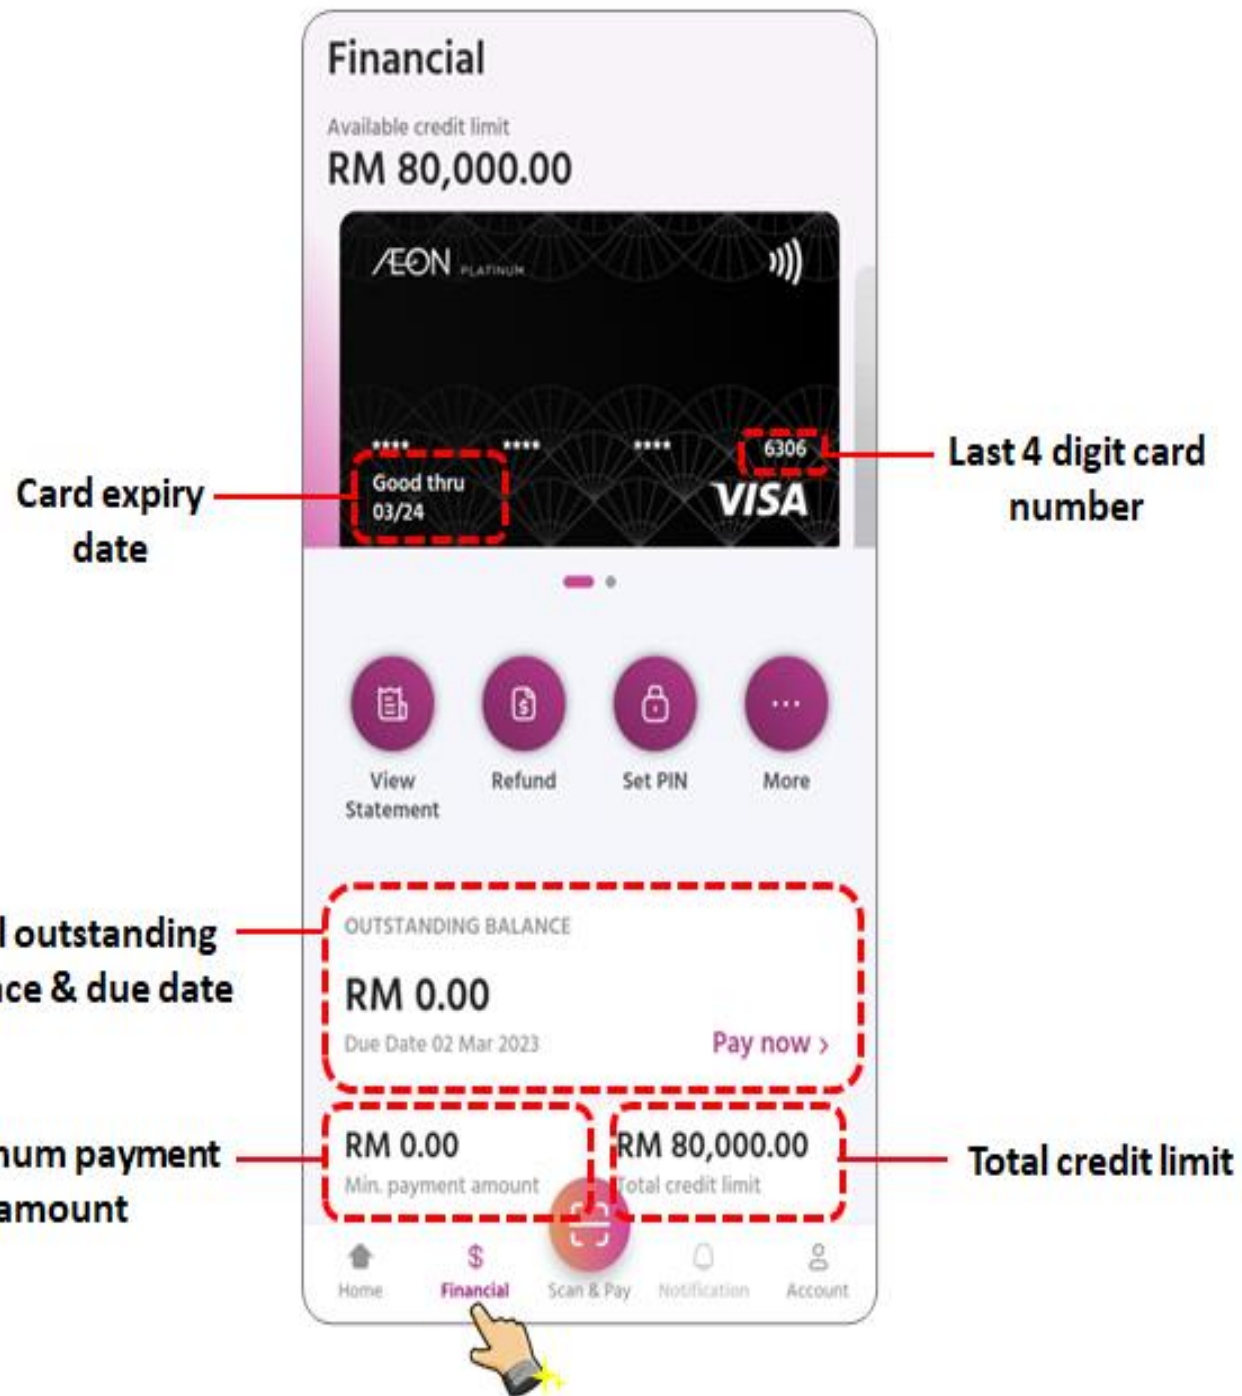 Financial
Available credit limit
RM 80,000.00
ÆON PLATINUM
**** **** **** 6306
Good thru
03/24
VISA
Card expiry
date
Last 4 digit card
number
View
Statement
Refund
Set PIN
More
l outstanding
nce & due date
OUTSTANDING BALANCE
RM 0.00
Due Date 02 Mar 2023
Pay now >
num payment
amount
RM 0.00
Min. payment amount
RM 80,000.00
Total credit limit
Total credit limit
Home
$
Financial
Scan & Pay
Notification
Account